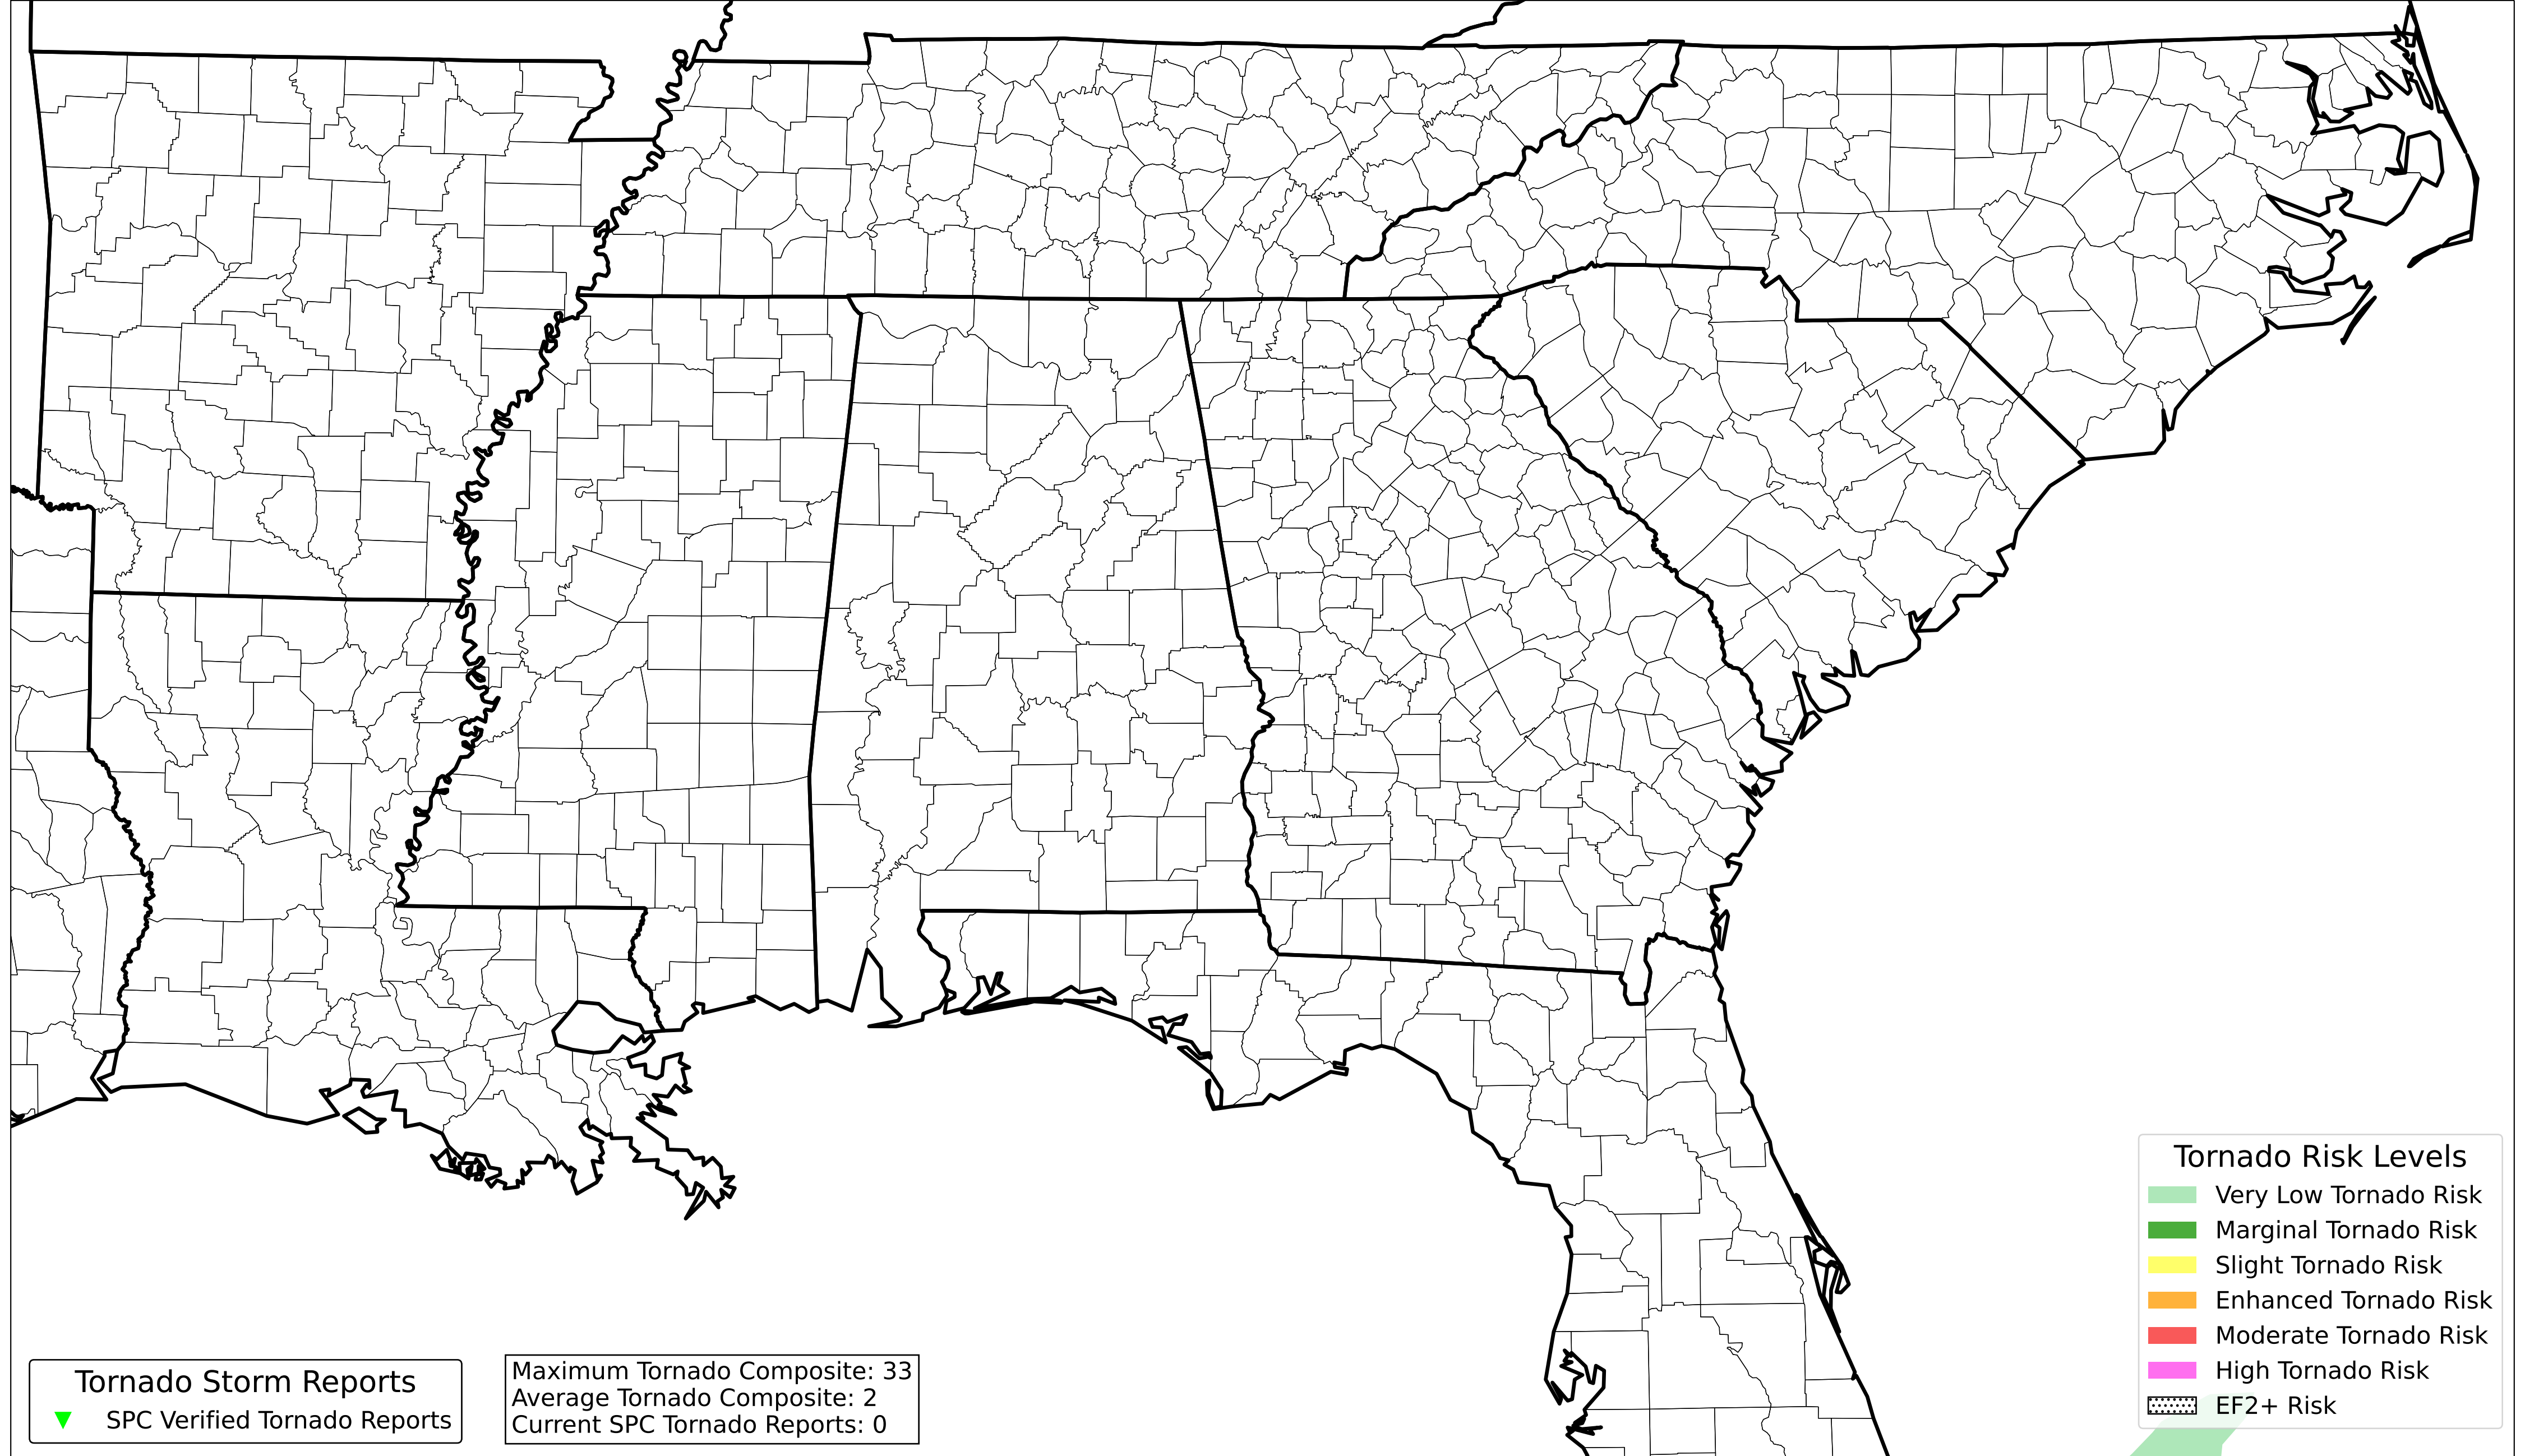 Tornado Storm Reports
SPC Verified Tornado Reports
Maximum Tornado Composite: 33
Average Tornado Composite: 2
Current SPC Tornado Reports: 0
Tornado Risk Levels
Very Low Tornado Risk
Marginal Tornado Risk
Slight Tornado Risk
Enhanced Tornado Risk
Moderate Tornado Risk
High Tornado Risk
EF2+ Risk